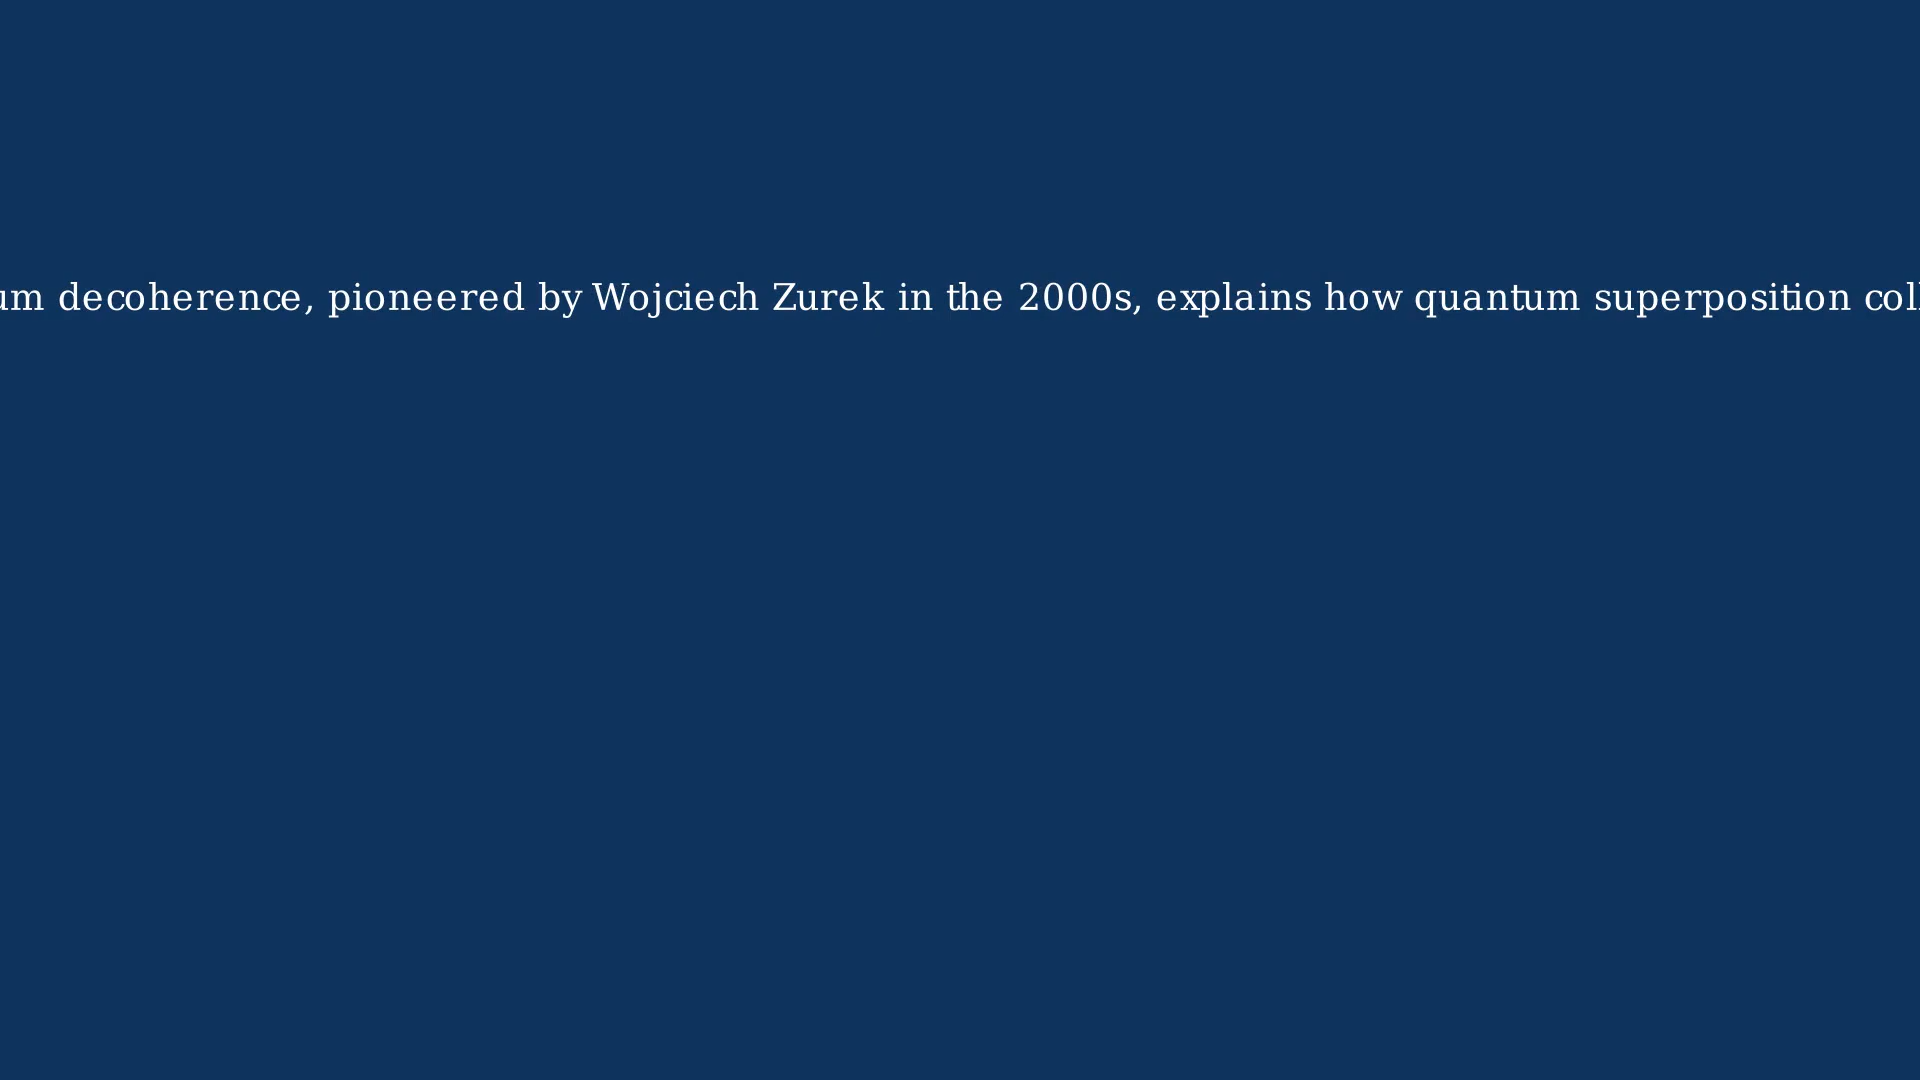 decoherence, pioneered by Wojciech Zurek in the 2000s, explains how quantum superposition